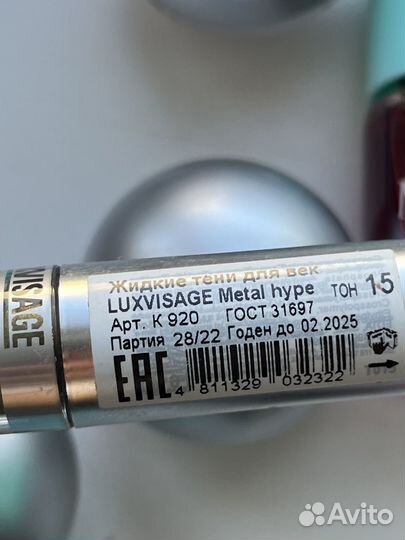 VISAGE
Жидкие тени для век
LUXVISAGE Metal hype ТОН 15
Арт. К 920 ГОСТ 31697
Партия 28/22 Годен до 02.2025
EAC
4 811329 032322
Avito